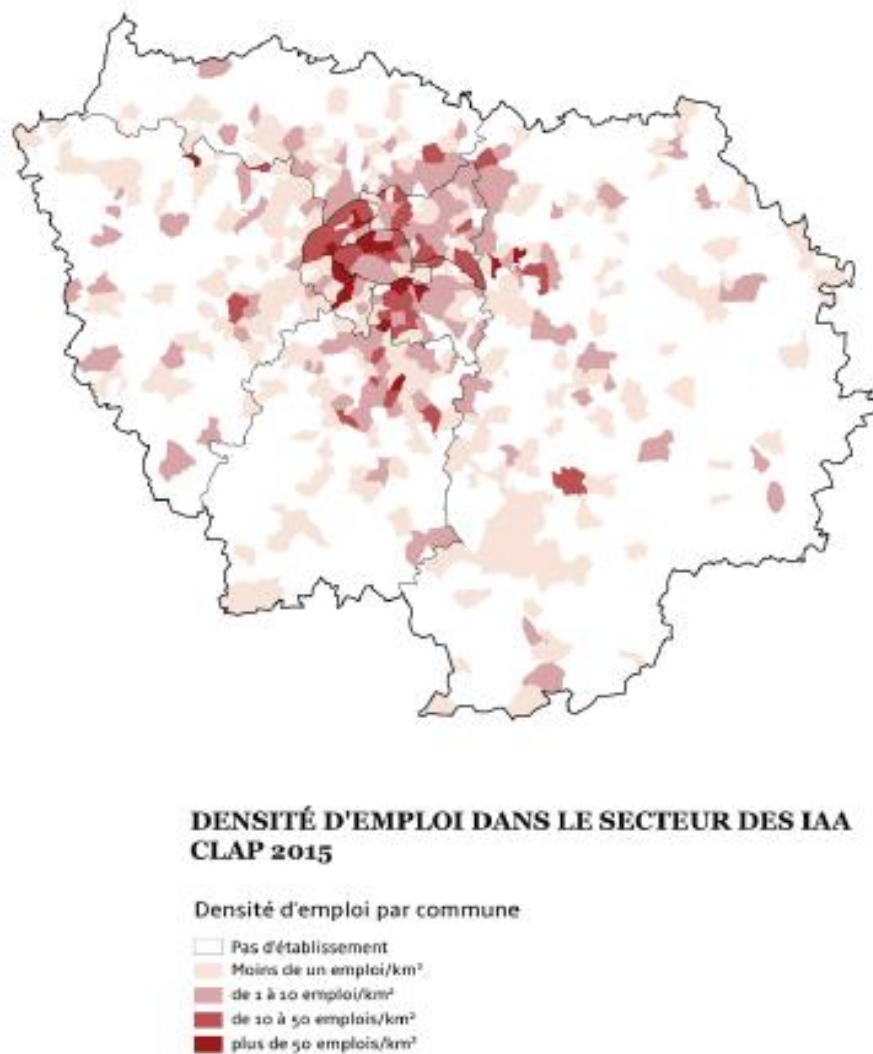 DENSITÉ D'EMPLOI DANS LE SECTEUR DES IAA
CLAP 2015
Densité d'emploi par commune
Pas d'établissement
Moins de un emploi/km²
de 1 à 10 emploi/km²
de 10 à 50 emplois/km²
plus de 50 emplois/km²